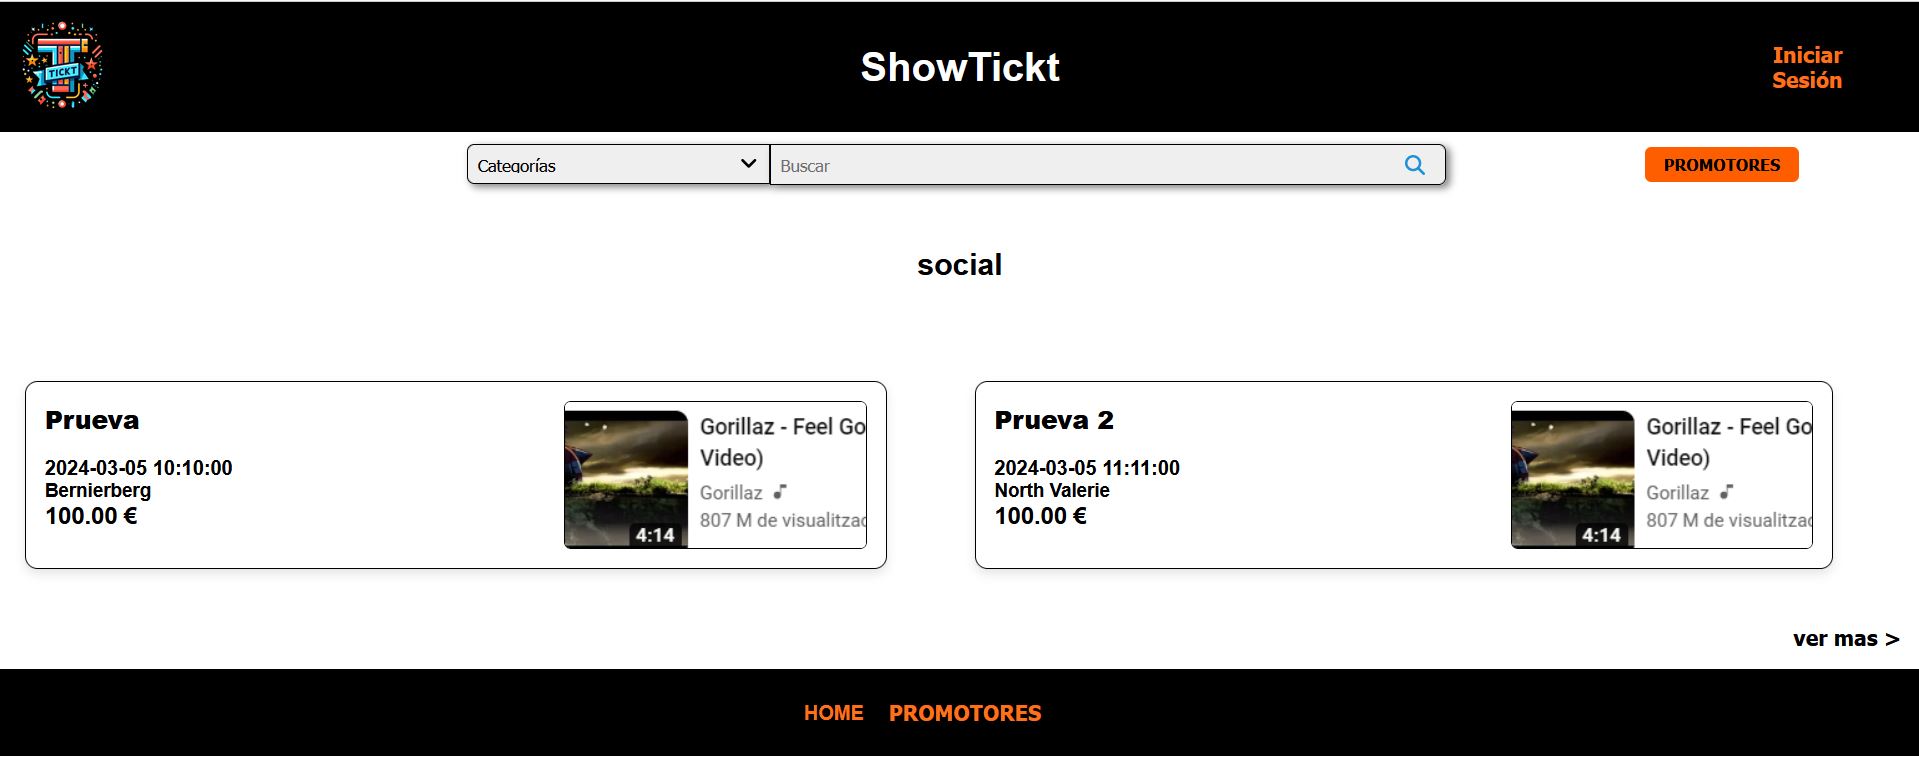 TICKT
ShowTickt
Iniciar
Sesión
Categorías
Buscar
PROMOTORES
social
Prueva
2024-03-05 10:10:00
Bernierberg
100.00 €
Gorillaz - Feel Go
Video)
Gorillaz
807 M de visualitzac
4:14
Prueva 2
2024-03-05 11:11:00
North Valerie
100.00 €
Gorillaz - Feel Go
Video)
Gorillaz
807 M de visualitzac
4:14
ver mas >
HOME PROMOTORES